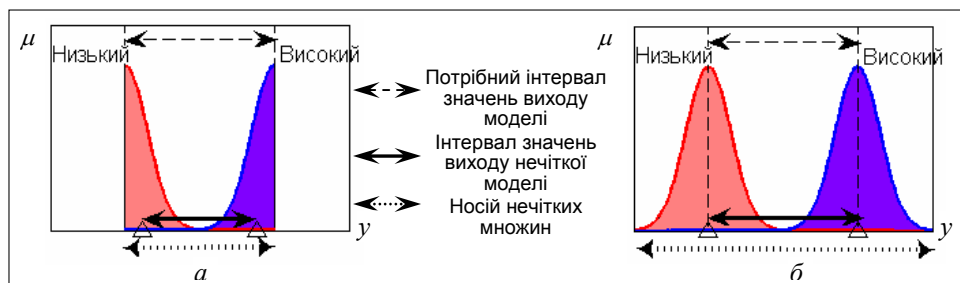 μ
Низький
Високий
y
а
Потрібний інтервал
значень виходу
моделі
Інтервал значень
виходу нечіткої
моделі
Носій нечітких
множин
μ
Низький
Високий
y
б